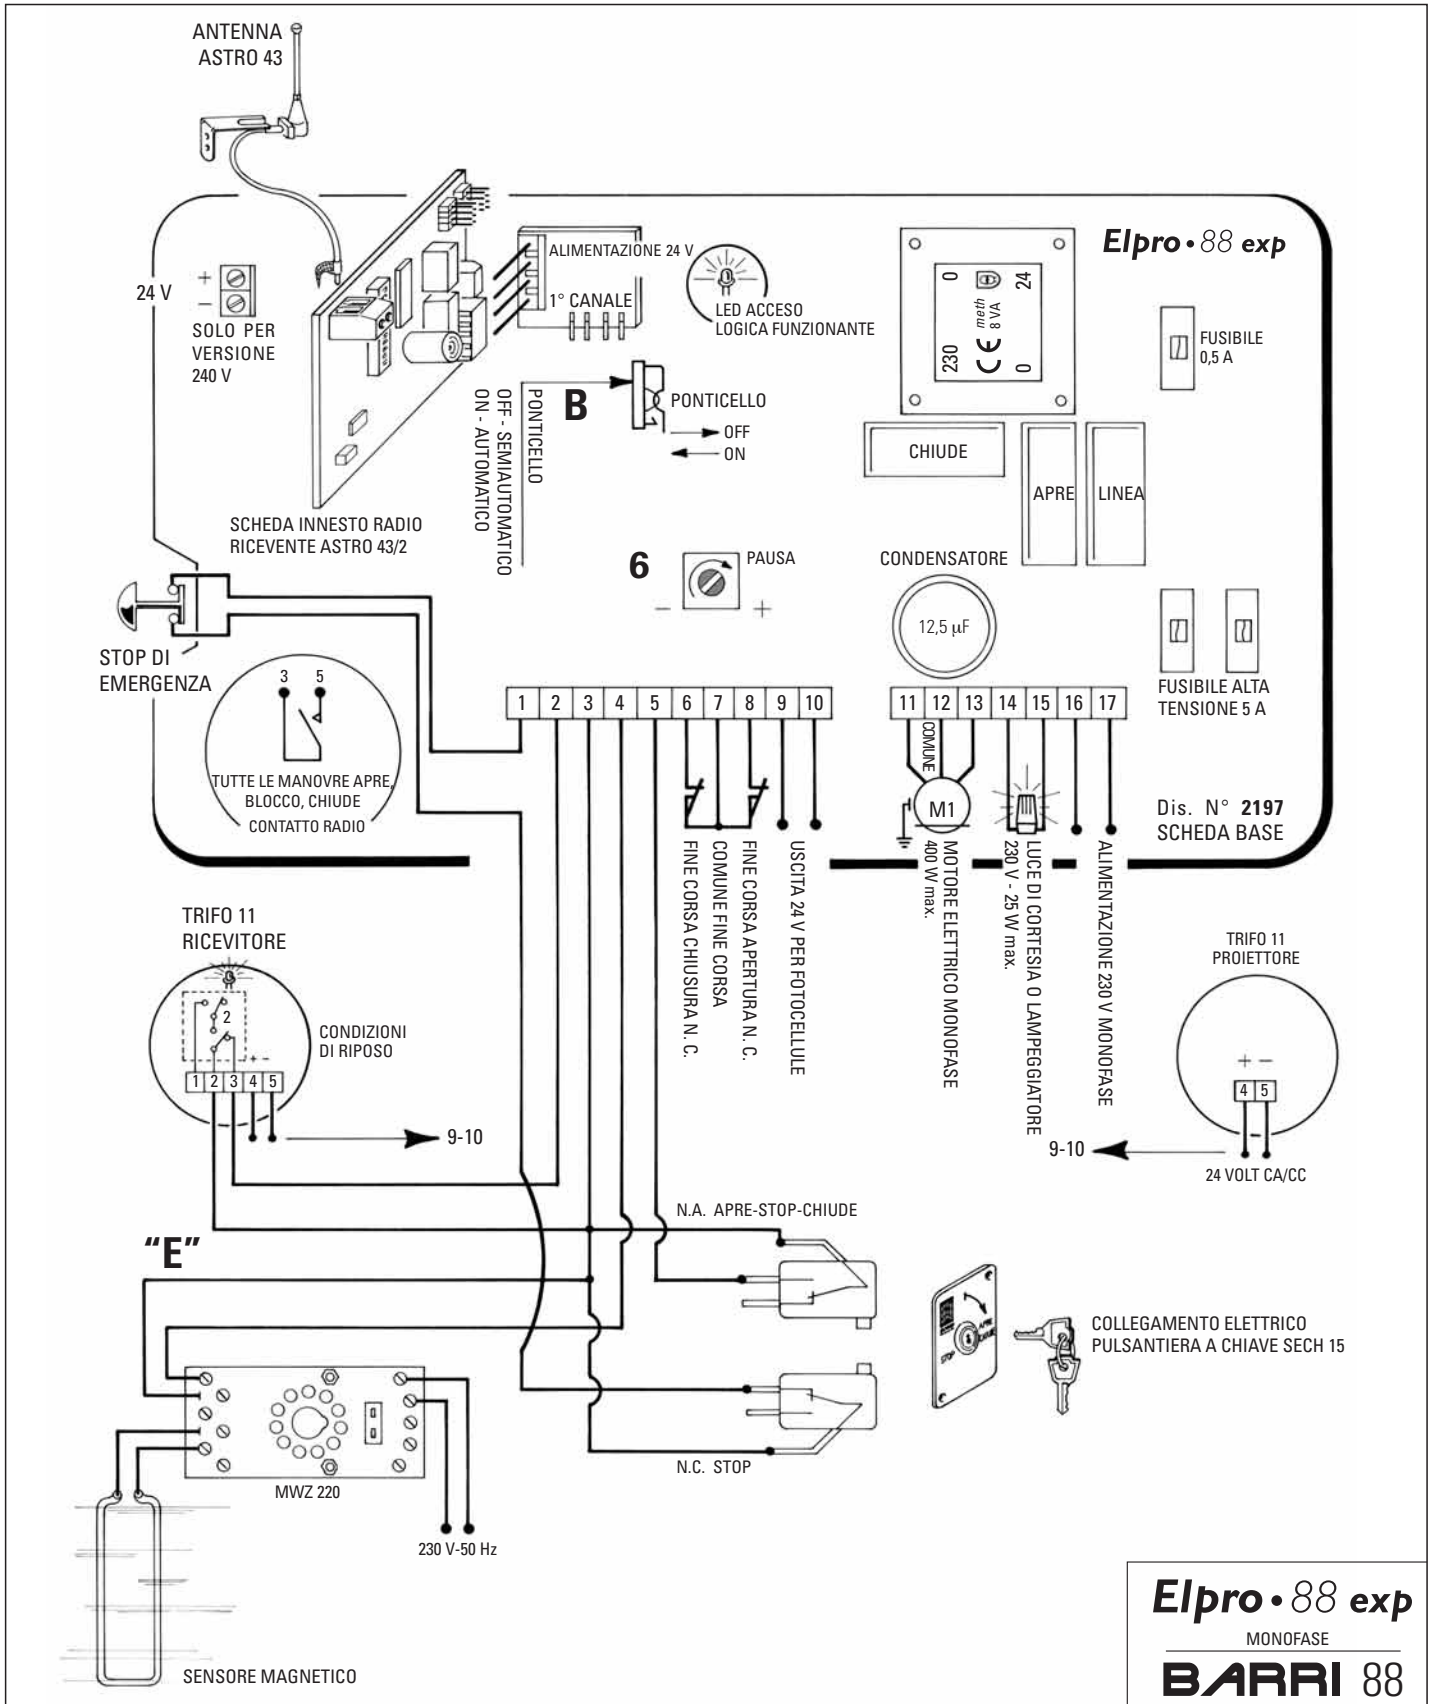 ANTENNA
ASTRO 43
24 V
+
−
SOLO PER
VERSIONE
240 V
ALIMENTAZIONE 24 V
1° CANALE
LED ACCESO
LOGICA FUNZIONANTE
0
24
8 VA
CE
230
0
Elpro • 88 exp
FUSIBILE
0,5 A
PONTICELLO
OFF - SEMIAUTOMATICO
ON - AUTOMATICO
B
PONTICELLO
OFF
ON
CHIUDE
APRE
LINEA
SCHEDA INNESTO RADIO
RICEVENTE ASTRO 43/2
6
PAUSA
−
+
CONDENSATORE
12,5 µF
FUSIBILE ALTA
TENSIONE 5 A
STOP DI
EMERGENZA
3 5
TUTTE LE MANOVRE APRE,
BLOCCO, CHIUDE
CONTATTO RADIO
1 2 3 4 5 6 7 8 9 10
11 12 13 14 15 16 17
COMUNE
M1
Dis. N° 2197
SCHEDA BASE
FINE CORSA CHIUSURA N. C.
COMUNE FINE CORSA
FINE CORSA APERTURA N. C.
USCITA 24 V PER FOTOCELLULE
MOTORE ELETTRICO MONOFASE
400 W max.
LUCE DI CORTESIA O LAMPEGGIATORE
230 V - 25 W max.
ALIMENTAZIONE 230 V MONOFASE
TRIFO 11
RICEVITORE
2
CONDIZIONI
DI RIPOSO
+ −
1 2 3 4 5
9-10
TRIFO 11
PROIETTORE
+ −
4 5
9-10
24 VOLT CA/CC
N.A. APRE-STOP-CHIUDE
"E"
STOP
APRE
CHIUDE
COLLEGAMENTO ELETTRICO
PULSANTIERA A CHIAVE SECH 15
N.C. STOP
MWZ 220
230 V-50 Hz
SENSORE MAGNETICO
Elpro • 88 exp
MONOFASE
BARRI 88